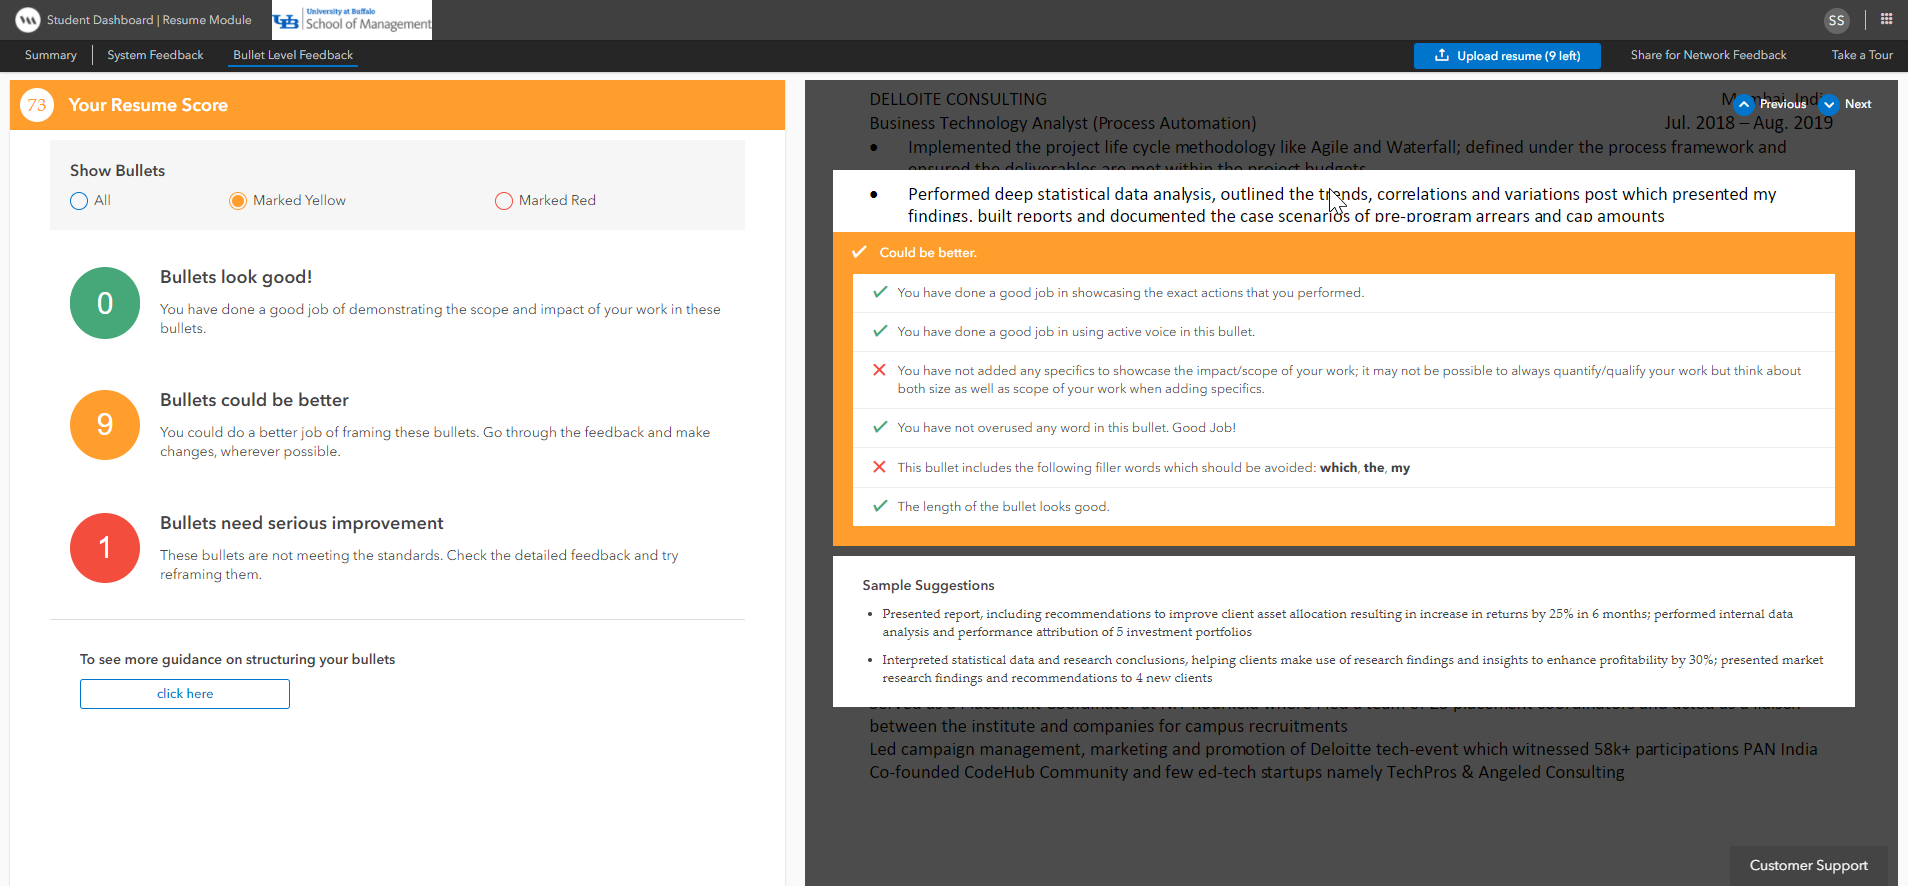 Student Dashboard | Resume Module
University at Buffalo
School of Management
SS
Summary
System Feedback
Bullet Level Feedback
Upload resume (9 left)
Share for Network Feedback
Take a Tour
73 Your Resume Score
Show Bullets
All
Marked Yellow
Marked Red
0
Bullets look good!
You have done a good job of demonstrating the scope and impact of your work in these
bullets.
9
Bullets could be better
You could do a better job of framing these bullets. Go through the feedback and make
changes, wherever possible.
1
Bullets need serious improvement
These bullets are not meeting the standards. Check the detailed feedback and try
reframing them.
To see more guidance on structuring your bullets
click here
DELLOITE CONSULTING
Previous
Next
Business Technology Analyst (Process Automation)
Jul. 2018 – Aug. 2019
• Implemented the project life cycle methodology like Agile and Waterfall; defined under the process framework and
ensured the deliverables are met within the project budgets
• Performed deep statistical data analysis, outlined the trends, correlations and variations post which presented my
findings, built reports and documented the case scenarios of pre-program arrears and cap amounts
Could be better.
You have done a good job in showcasing the exact actions that you performed.
You have done a good job in using active voice in this bullet.
You have not added any specifics to showcase the impact/scope of your work; it may not be possible to always quantify/qualify your work but think about
both size as well as scope of your work when adding specifics.
You have not overused any word in this bullet. Good Job!
This bullet includes the following filler words which should be avoided: which, the, my
The length of the bullet looks good.
Sample Suggestions
• Presented report, including recommendations to improve client asset allocation resulting in increase in returns by 25% in 6 months; performed internal data
analysis and performance attribution of 5 investment portfolios
• Interpreted statistical data and research conclusions, helping clients make use of research findings and insights to enhance profitability by 30%; presented market
research findings and recommendations to 4 new clients
between the institute and companies for campus recruitments
Led campaign management, marketing and promotion of Deloitte tech-event which witnessed 58k+ participations PAN India
Co-founded CodeHub Community and few ed-tech startups namely TechPros & Angeled Consulting
Customer Support